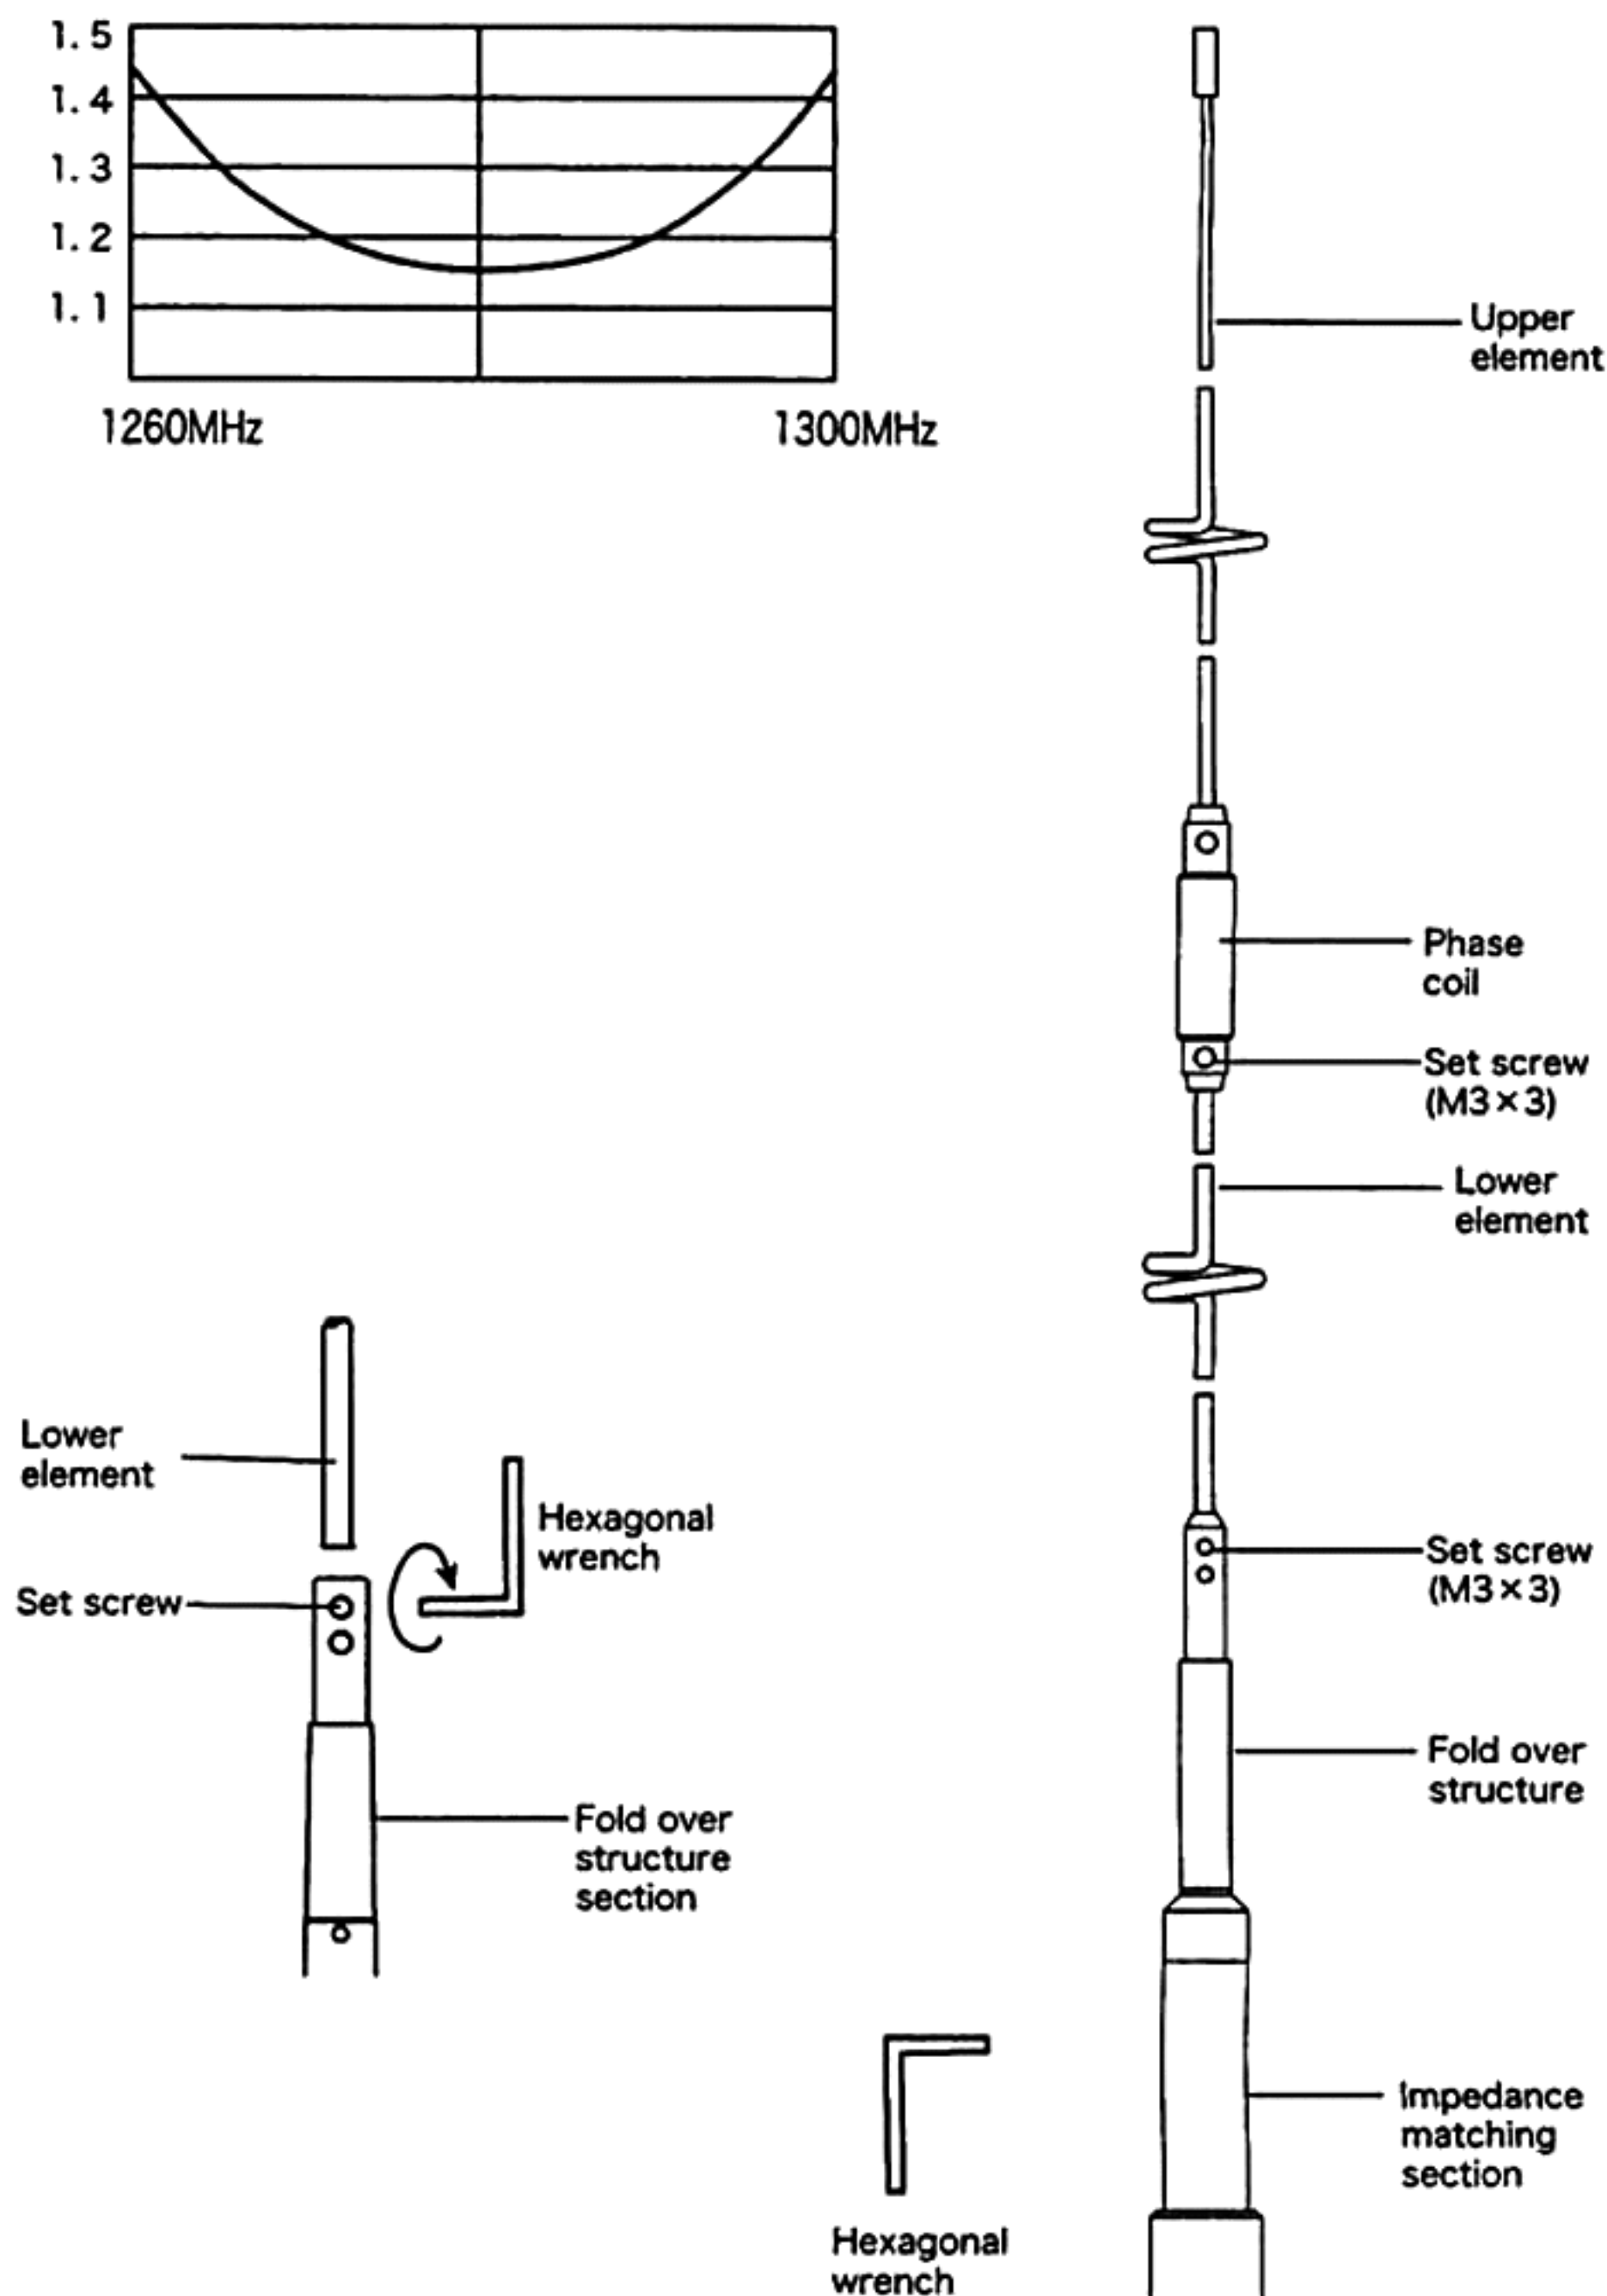 1.5
1.4
1.3
1.2
1.1
1260MHz
1300MHz
Upper
element
Phase
coil
Set screw
(M3×3)
Lower
element
Lower
element
Hexagonal
wrench
Set screw
Set screw
(M3×3)
Fold over
structure
Fold over
structure
section
Impedance
matching
section
Hexagonal
wrench